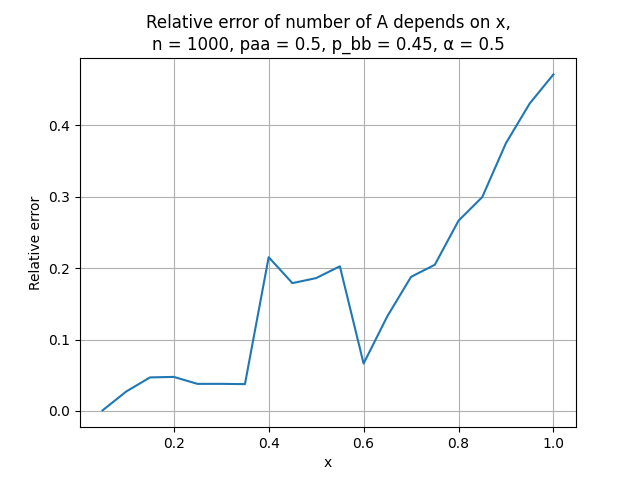 Relative error of number of A depends on x,
n = 1000, paa = 0.5, p_bb = 0.45, α = 0.5
Relative error
0.4
0.3
0.2
0.1
0.0
0.2
0.4
0.6
0.8
1.0
x